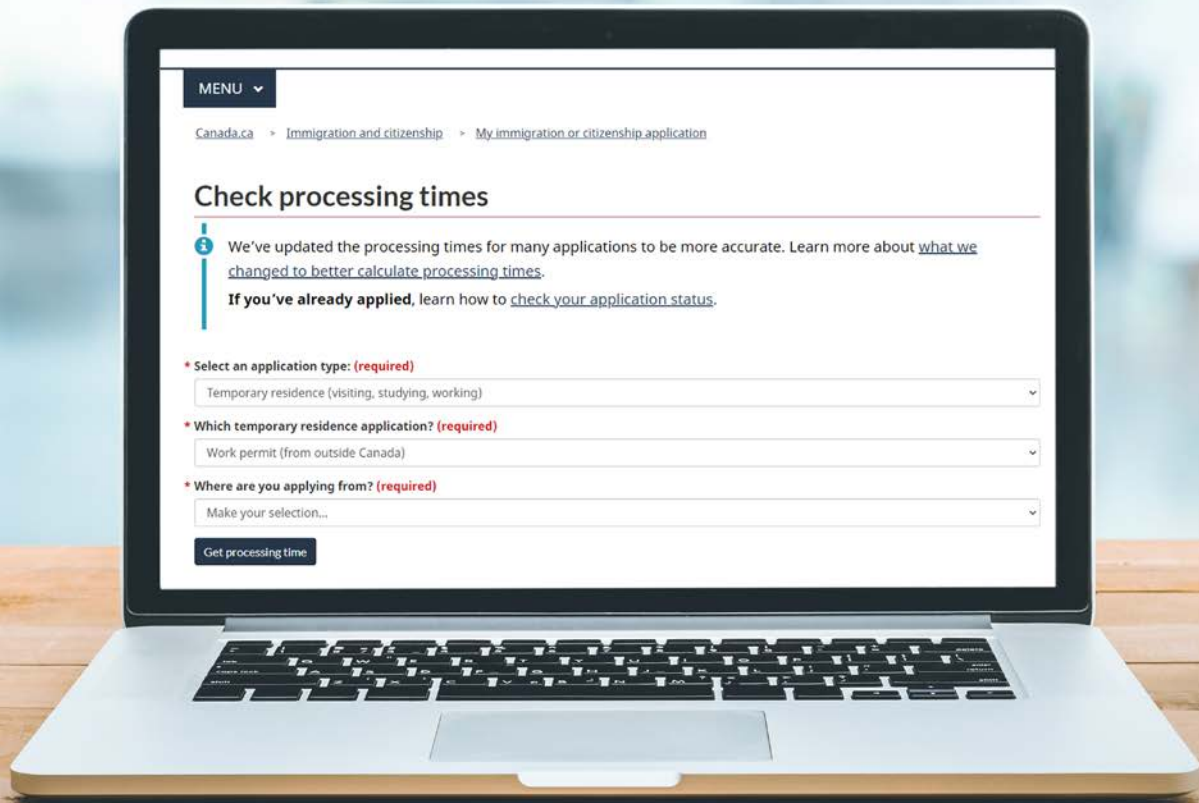 MENU
Canada.ca > Immigration and citizenship > My immigration or citizenship application
Check processing times
We've updated the processing times for many applications to be more accurate. Learn more about what we
changed to better calculate processing times.
If you've already applied, learn how to check your application status.
* Select an application type: (required)
Temporary residence (visiting, studying, working)
* Which temporary residence application? (required)
Work permit (from outside Canada)
* Where are you applying from? (required)
Make your selection...
Get processing time